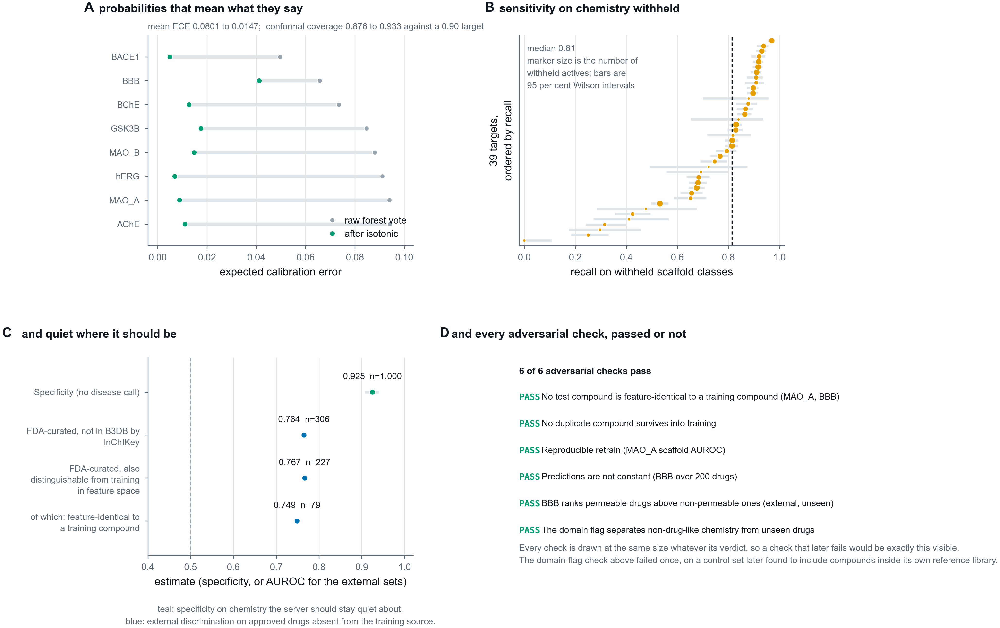 A probabilities that mean what they say
mean ECE 0.0801 to 0.0147;  conformal coverage 0.876 to 0.933 against a 0.90 target
BACE1
BBB
BChE
GSK3B
MAO_B
hERG
MAO_A
AChE
raw forest vote
after isotonic
0.00 0.02 0.04 0.06 0.08 0.10
expected calibration error
B sensitivity on chemistry withheld
median 0.81
marker size is the number of
withheld actives; bars are
95 per cent Wilson intervals
39 targets,
ordered by recall
0.0 0.2 0.4 0.6 0.8 1.0
recall on withheld scaffold classes
C and quiet where it should be
0.925 n=1,000
Specificity (no disease call)
0.764 n=306
FDA-curated, not in B3DB by
InChIKey
0.767 n=227
FDA-curated, also
distinguishable from training
in feature space
0.749 n=79
of which: feature-identical to
a training compound
0.4 0.5 0.6 0.7 0.8 0.9 1.0
estimate (specificity, or AUROC for the external sets)
teal: specificity on chemistry the server should stay quiet about.
blue: external discrimination on approved drugs absent from the training source.
D and every adversarial check, passed or not
6 of 6 adversarial checks pass
PASS No test compound is feature-identical to a training compound (MAO_A, BBB)
PASS No duplicate compound survives into training
PASS Reproducible retrain (MAO_A scaffold AUROC)
PASS Predictions are not constant (BBB over 200 drugs)
PASS BBB ranks permeable drugs above non-permeable ones (external, unseen)
PASS The domain flag separates non-drug-like chemistry from unseen drugs
Every check is drawn at the same size whatever its verdict, so a check that later fails would be exactly this visible.
The domain-flag check above failed once, on a control set later found to include compounds inside its own reference library.